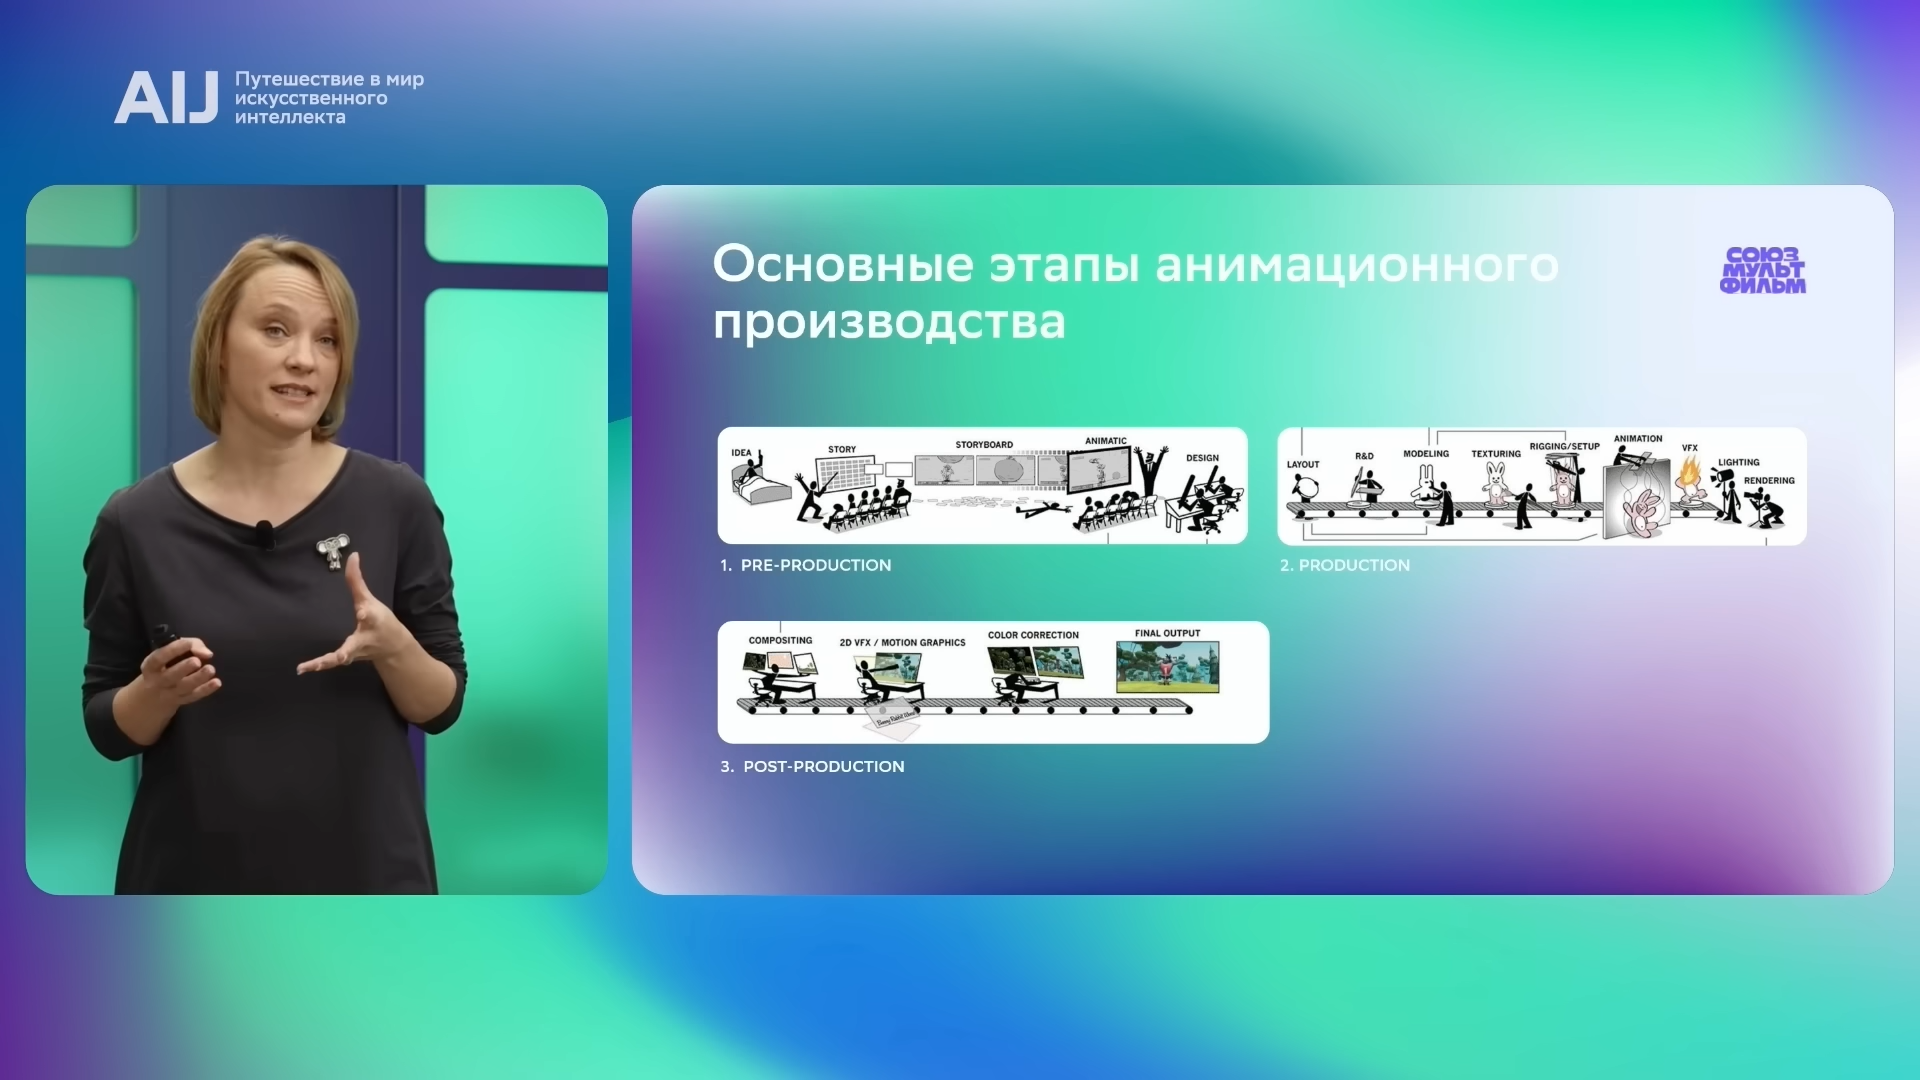 AIJ
Путешествие в мир
искусственного
интеллекта
Основные этапы анимационного
производства
СОЮЗ
МУЛЬТ
ФИЛЬМ
IDEA
STORY
STORYBOARD
ANIMATIC
DESIGN
1. PRE-PRODUCTION
LAYOUT
R&D
MODELING
TEXTURING
RIGGING/SETUP
ANIMATION
VFX
LIGHTING
RENDERING
2. PRODUCTION
COMPOSITING
2D VFX / MOTION GRAPHICS
COLOR CORRECTION
FINAL OUTPUT
3. POST-PRODUCTION